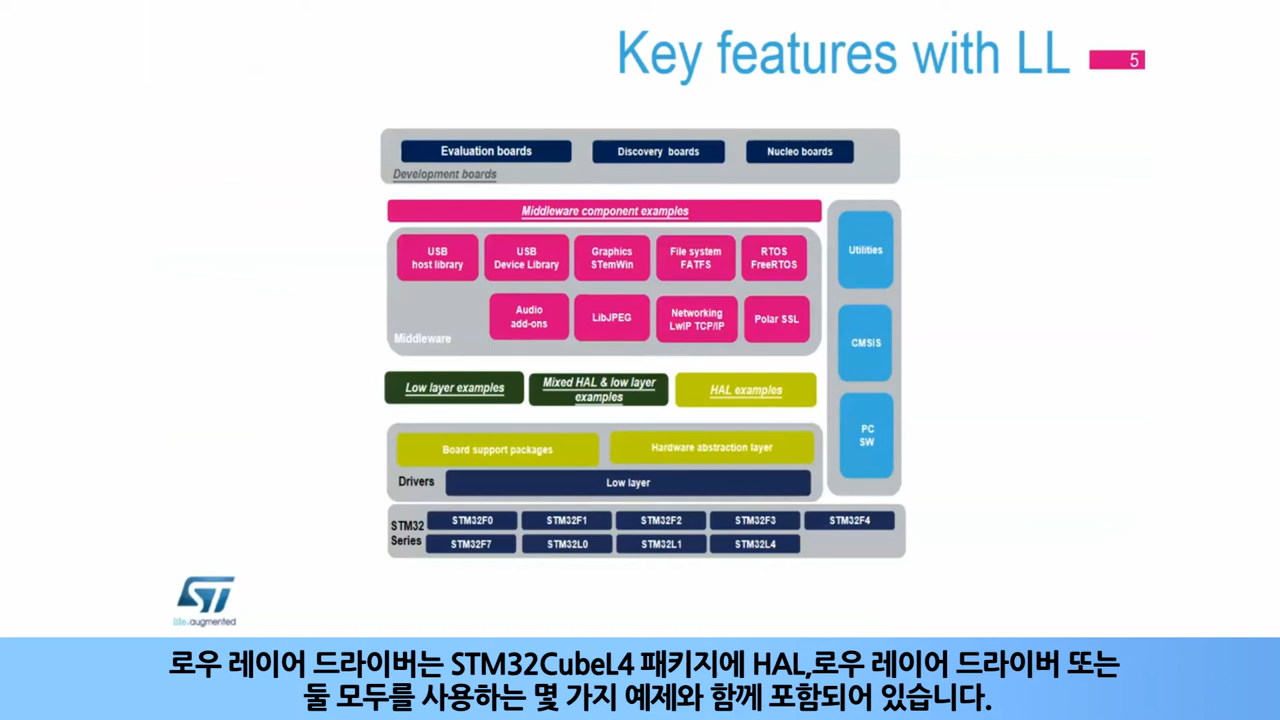 Key features with LL
5
Evaluation boards
Discovery boards
Nucleo boards
Development boards
Middleware component examples
USB
host library
USB
Device Library
Graphics
STemWin
File system
FATFS
RTOS
FreeRTOS
Audio
add-ons
LibJPEG
Networking
LwIP TCP/IP
Polar SSL
Middleware
Utilities
CMSIS
PC
SW
Low layer examples
Mixed HAL & low layer
examples
HAL examples
Board support packages
Hardware abstraction layer
Drivers
Low layer
STM32
Series
STM32F0
STM32F1
STM32F2
STM32F3
STM32F4
STM32F7
STM32L0
STM32L1
STM32L4
ST
life.augmented
로우 레이어 드라이버는 STM32CubeL4 패키지에 HAL,로우 레이어 드라이버 또는
둘 모두를 사용하는 몇 가지 예제와 함께 포함되어 있습니다.